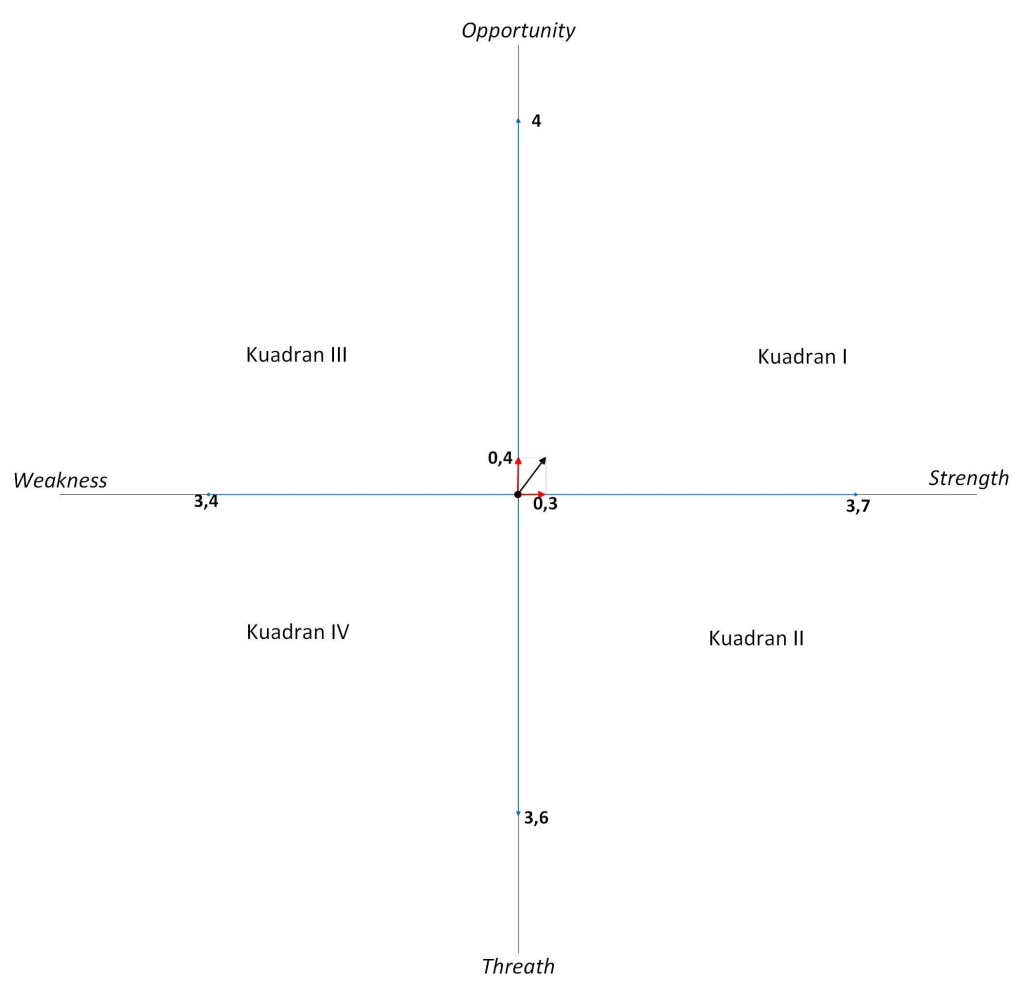 Opportunity
4
Kuadran III
Kuadran I
0,4
Weakness
Strength
3,4
0,3
3,7
Kuadran IV
Kuadran II
3,6
Threath